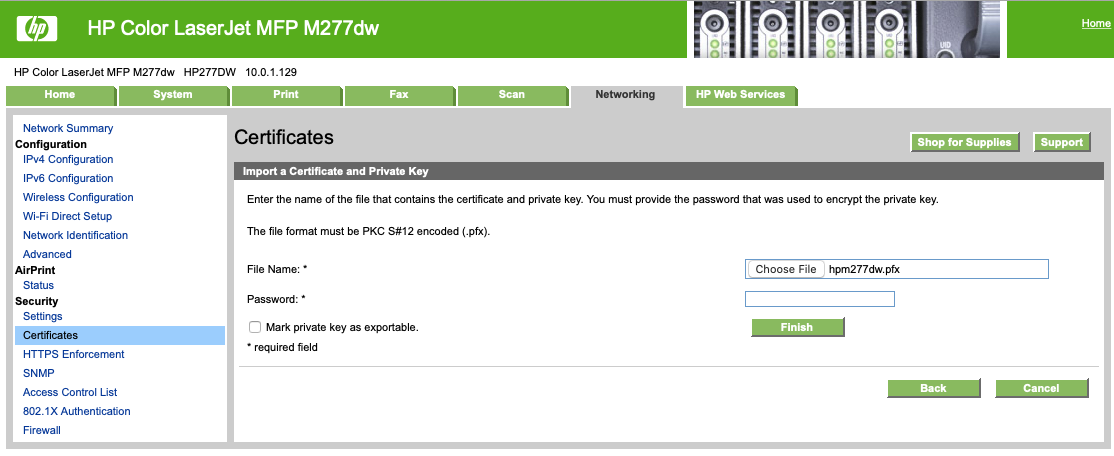 hp
HP Color LaserJet MFP M277dw
UID
Home
HP Color LaserJet MFP M277dw HP277DW 10.0.1.129
Home System Print Fax Scan Networking HP Web Services
Network Summary
Configuration
IPv4 Configuration
IPv6 Configuration
Wireless Configuration
Wi-Fi Direct Setup
Network Identification
Advanced
AirPrint
Status
Security
Settings
Certificates
HTTPS Enforcement
SNMP
Access Control List
802.1X Authentication
Firewall
Certificates
Shop for Supplies Support
Import a Certificate and Private Key
Enter the name of the file that contains the certificate and private key. You must provide the password that was used to encrypt the private key.
The file format must be PKC S#12 encoded (.pfx).
File Name: * Choose File hpm277dw.pfx
Password: *
Mark private key as exportable. Finish
* required field
Back Cancel